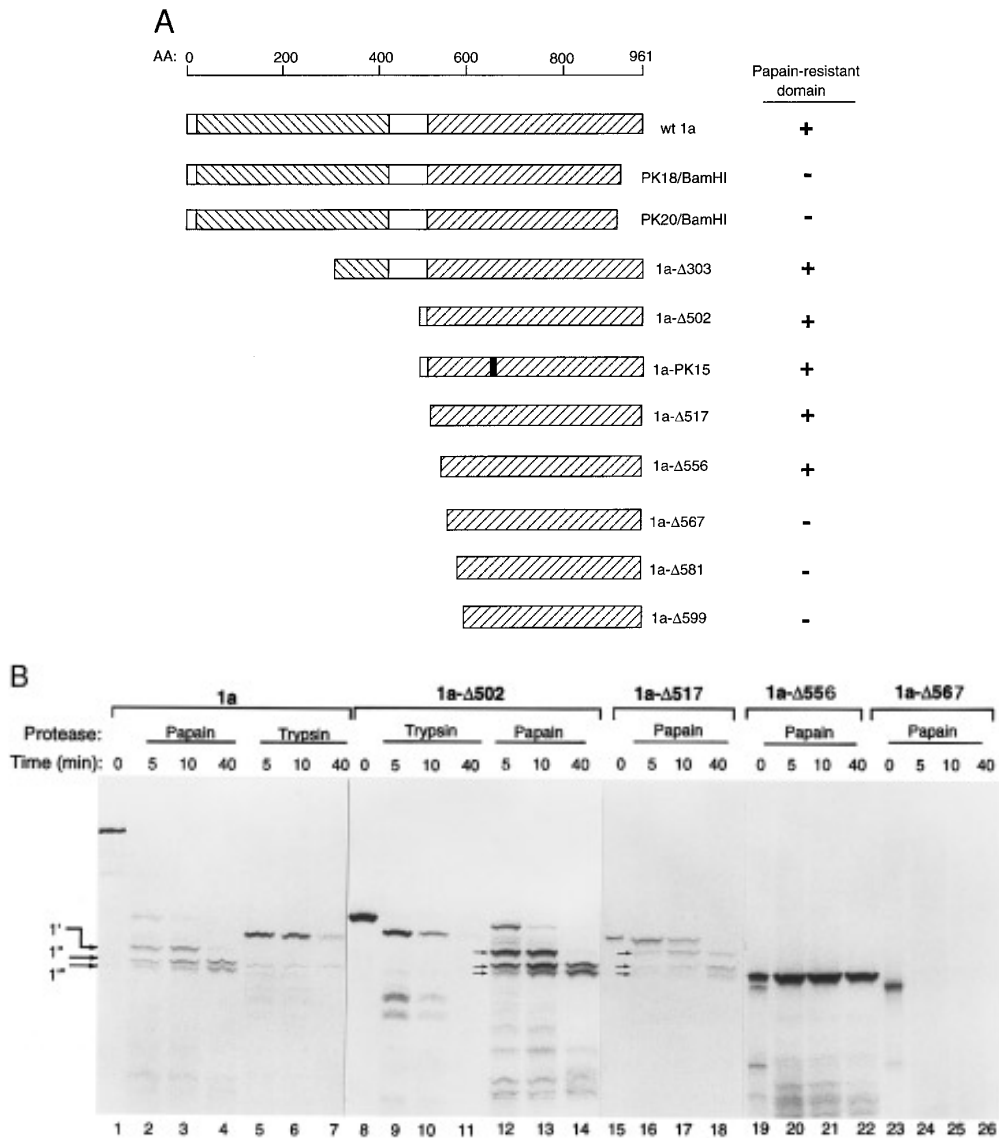 A
AA: 0 200 400 600 800 961
Papain-resistant
domain
wt 1a +
PK18/BamHI -
PK20/BamHI -
1a-Δ303 +
1a-Δ502 +
1a-PK15 +
1a-Δ517 +
1a-Δ556 +
1a-Δ567 -
1a-Δ581 -
1a-Δ599 -
B
1a 1a-Δ502 1a-Δ517 1a-Δ556 1a-Δ567
Protease: Papain Trypsin Trypsin Papain Papain Papain Papain
Time (min): 0 5 10 40 5 10 40 0 5 10 40 5 10 40 0 5 10 40 0 5 10 40 0 5 10 40
1'
1"
1'"
1 2 3 4 5 6 7 8 9 10 11 12 13 14 15 16 17 18 19 20 21 22 23 24 25 26